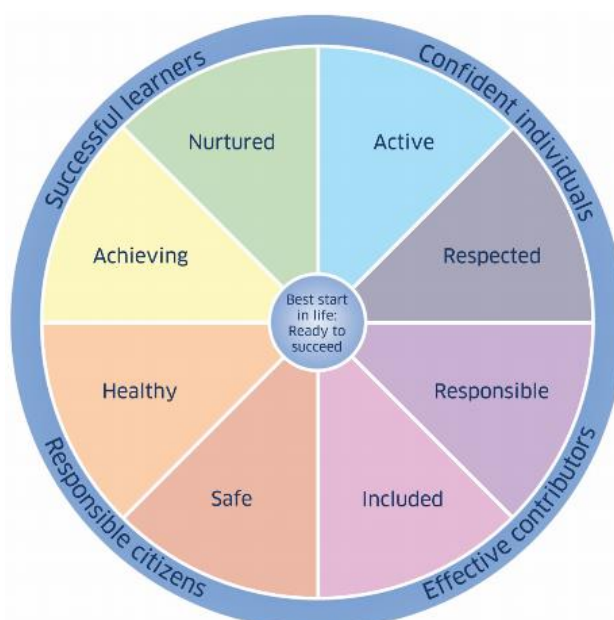 Successful learners
Confident individuals
Nurtured
Active
Achieving
Respected
Best start
in life:
Ready to
succeed
Healthy
Responsible
Safe
Included
Responsible citizens
Effective contributors